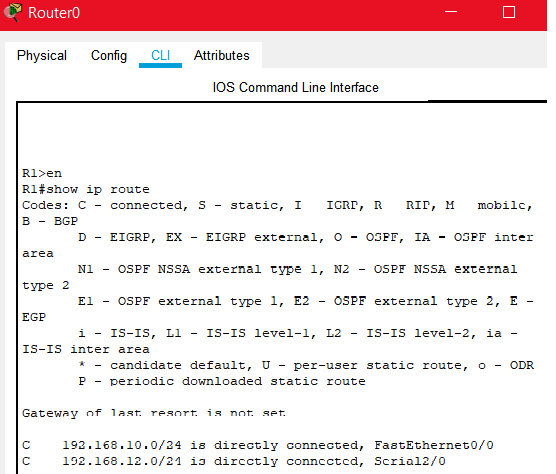 Router0
Physical Config CLI Attributes
IOS Command Line Interface
R1>en
R1#show ip route
Codes: C - connected, S - static, I IGRP, R RIP, M mobile,
B - BGP
D - EIGRP, EX - EIGRP external, O - OSPF, IA - OSPF inter
area
N1 - OSPF NSSA external type 1, N2 - OSPF NSSA external
type 2
E1 - OSPF external type 1, E2 - OSPF external type 2, E -
EGP
i - IS-IS, L1 - IS-IS level-1, L2 - IS-IS level-2, ia -
IS-IS inter area
* - candidate default, U - per-user static route, o - ODR
P - periodic downloaded static route
Gateway of last resort is not set
C 192.168.10.0/24 is directly connected, FastEthernet0/0
C 192.168.12.0/24 is directly connected, Serial2/0